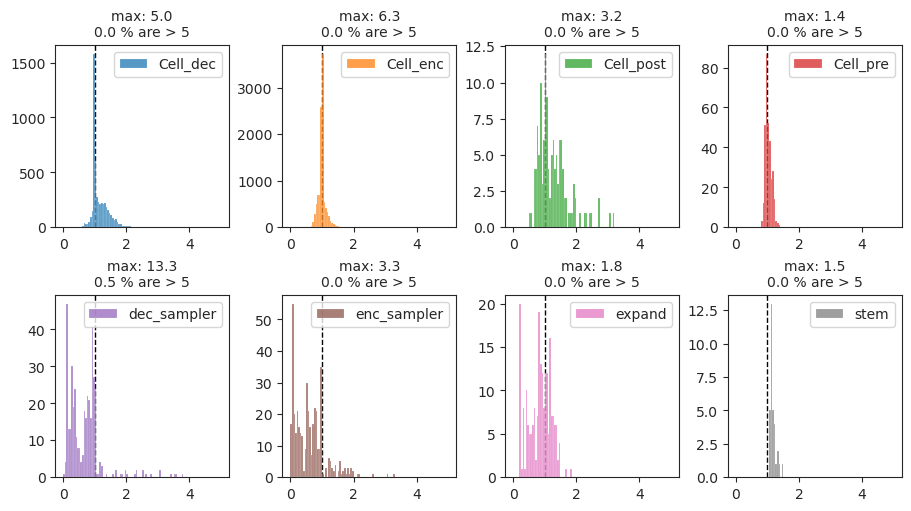 max: 5.0
0.0 % are > 5
max: 6.3
0.0 % are > 5
max: 3.2
0.0 % are > 5
max: 1.4
0.0 % are > 5
Cell_dec
1500
1000
500
0
0 2 4
Cell_enc
3000
2000
1000
0
0 2 4
Cell_post
12.5
10.0
7.5
5.0
2.5
0.0
0 2 4
Cell_pre
80
60
40
20
0
0 2 4
max: 13.3
0.5 % are > 5
max: 3.3
0.0 % are > 5
max: 1.8
0.0 % are > 5
max: 1.5
0.0 % are > 5
dec_sampler
40
30
20
10
0
0 2 4
enc_sampler
50
40
30
20
10
0
0 2 4
expand
20
15
10
5
0
0 2 4
stem
12.5
10.0
7.5
5.0
2.5
0.0
0 2 4